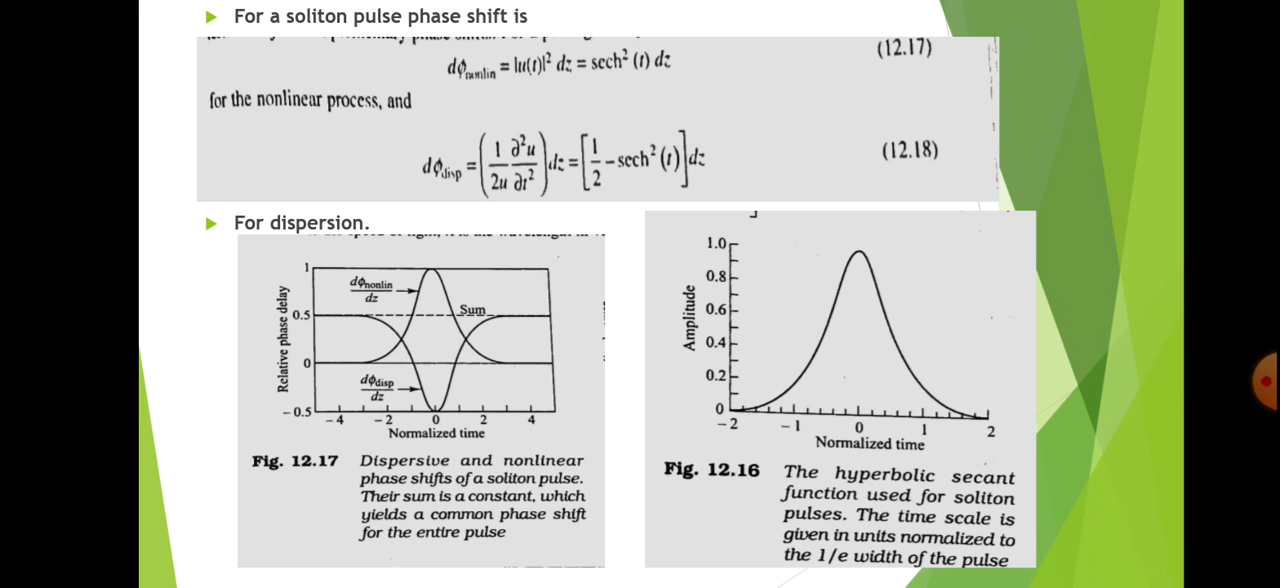 For a soliton pulse phase shift is
dϕnonlin = |u(t)|² dz = sech² (t) dz (12.17)
for the nonlinear process, and
dϕdisp = (1/2u ∂²u/∂t²) dz = [1/2 − sech² (t)] dz (12.18)
For dispersion.
1
0.5
0
− 0.5
Relative phase delay
dϕnonlin
dz
Sum
dϕdisp
dz
− 4 − 2 0 2 4
Normalized time
Fig. 12.17 Dispersive and nonlinear
phase shifts of a soliton pulse.
Their sum is a constant, which
yields a common phase shift
for the entire pulse
1.0
0.8
0.6
0.4
0.2
0
Amplitude
− 2 − 1 0 1 2
Normalized time
Fig. 12.16 The hyperbolic secant
function used for soliton
pulses. The time scale is
given in units normalized to
the 1/e width of the pulse